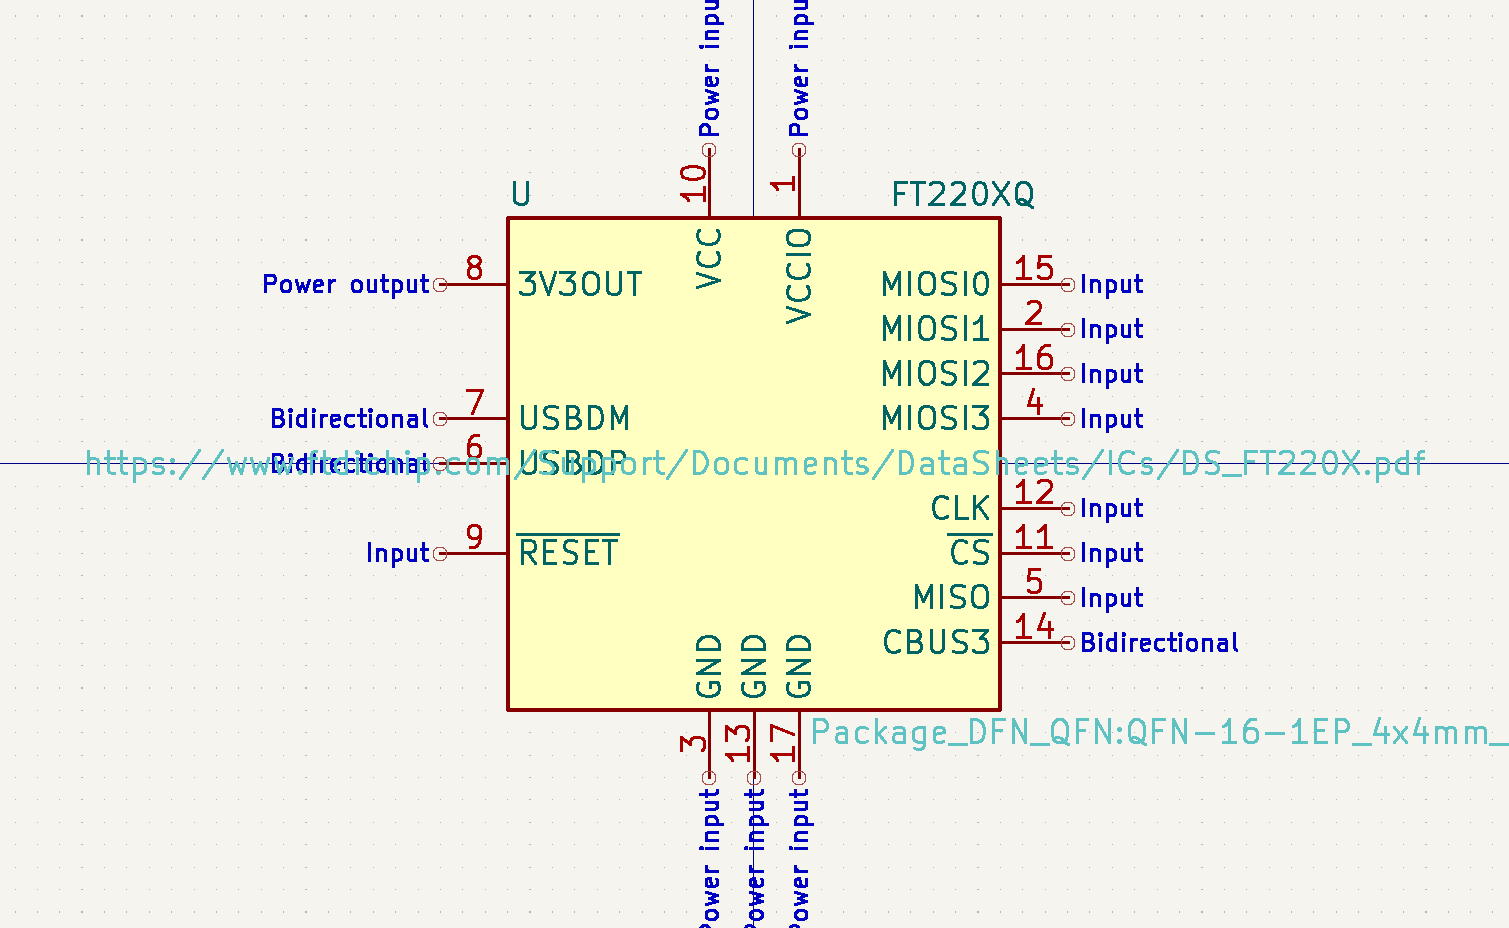 Power input
Power input
10
1
U
FT220XQ
VCC
VCCIO
Power output
8
3V3OUT
MIOSI0
15
Input
MIOSI1
2
Input
MIOSI2
16
Input
Bidirectional
7
USBDM
MIOSI3
4
Input
Bidirectional
6
USBDP
https://www.ftdichip.com/Support/Documents/DataSheets/ICs/DS_FT220X.pdf
CLK
12
Input
Input
9
RESET
CS
11
Input
MISO
5
Input
CBUS3
14
Bidirectional
GND
GND
GND
3
13
17
Package_DFN_QFN:QFN-16-1EP_4x4mm_
Power input
Power input
Power input